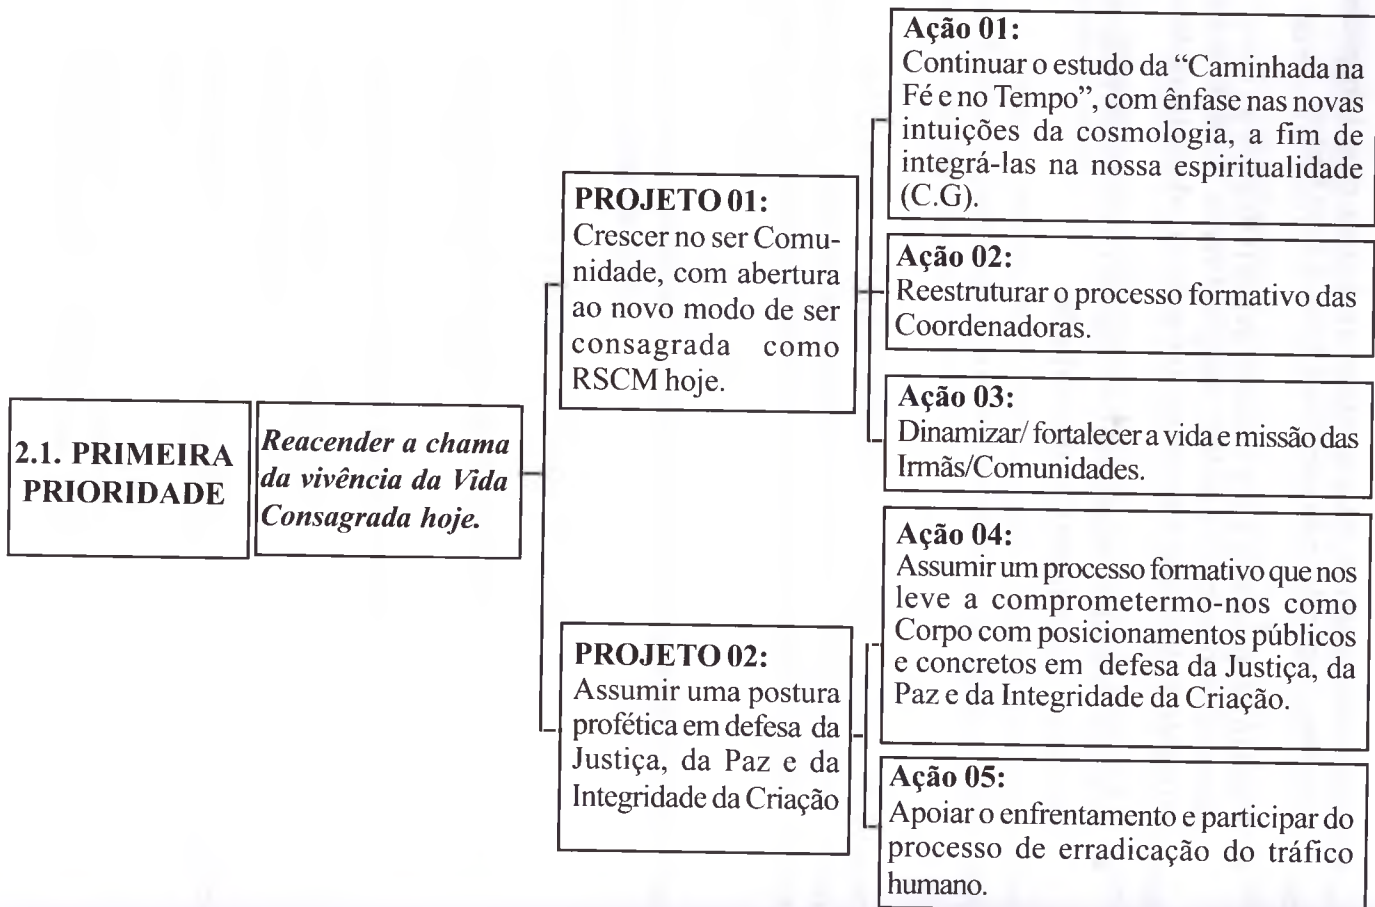 2.1. PRIMEIRA
PRIORIDADE
Reacender a chama
da vivência da Vida
Consagrada hoje.
PROJETO 01:
Crescer no ser Comu-
nidade, com abertura
ao novo modo de ser
consagrada como
RSCM hoje.
Ação 01:
Continuar o estudo da “Caminhada na
Fé e no Tempo”, com ênfase nas novas
intuições da cosmologia, a fim de
integrá-las na nossa espiritualidade
(C.G).
Ação 02:
Reestruturar o processo formativo das
Coordenadoras.
Ação 03:
Dinamizar/ fortalecer a vida e missão das
Irmãs/Comunidades.
PROJETO 02:
Assumir uma postura
profética em defesa da
Justiça, da Paz e da
Integridade da Criação
Ação 04:
Assumir um processo formativo que nos
leve a comprometermo-nos como
Corpo com posicionamentos públicos
e concretos em defesa da Justiça, da
Paz e da Integridade da Criação.
Ação 05:
Apoiar o enfrentamento e participar do
processo de erradicação do tráfico
humano.